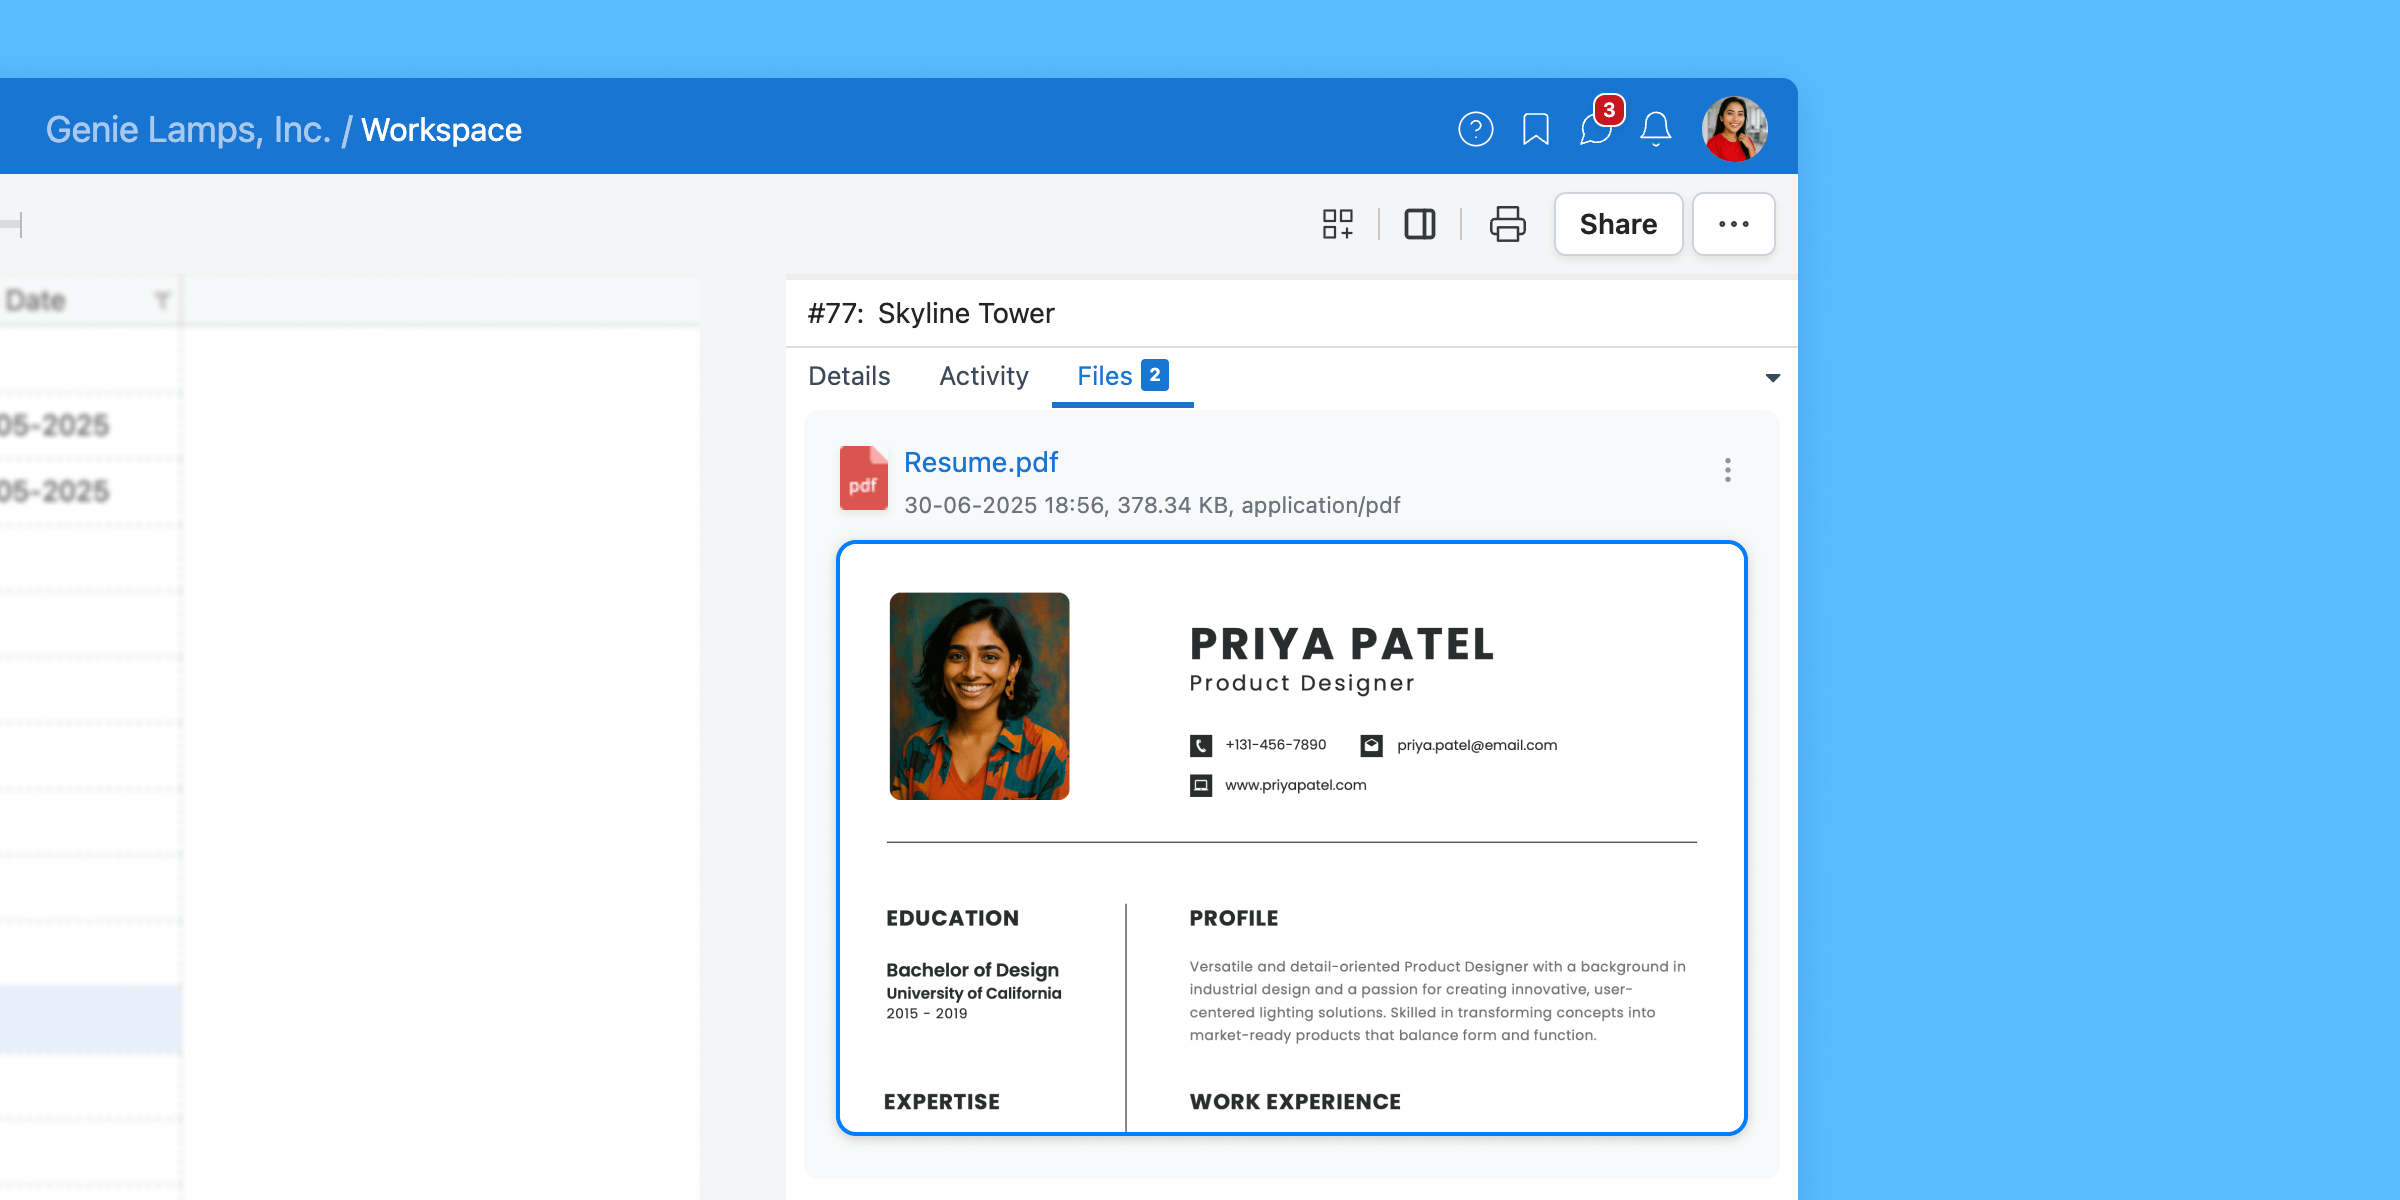 Genie Lamps, Inc. / Workspace
3
Share
Date
05-2025
05-2025
#77: Skyline Tower
Details Activity Files 2
pdf
Resume.pdf
30-06-2025 18:56, 378.34 KB, application/pdf
PRIYA PATEL
Product Designer
+131-456-7890 priya.patel@email.com
www.priyapatel.com
EDUCATION
Bachelor of Design
University of California
2015 - 2019
EXPERTISE
PROFILE
Versatile and detail-oriented Product Designer with a background in
industrial design and a passion for creating innovative, user-
centered lighting solutions. Skilled in transforming concepts into
market-ready products that balance form and function.
WORK EXPERIENCE